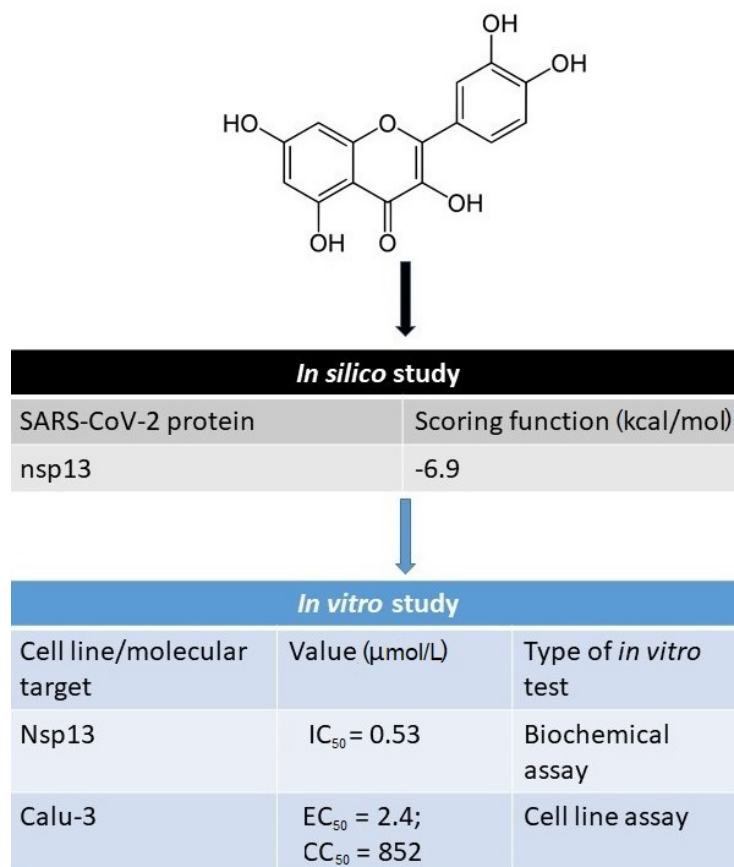 OH
OH
HO
O
OH
OH
O
In silico study
SARS-CoV-2 protein
Scoring function (kcal/mol)
nsp13
-6.9
In vitro study
Cell line/molecular
target
Value (μmol/L)
Type of in vitro
test
Nsp13
IC₅₀ = 0.53
Biochemical
assay
Calu-3
EC₅₀ = 2.4;
CC₅₀ = 852
Cell line assay